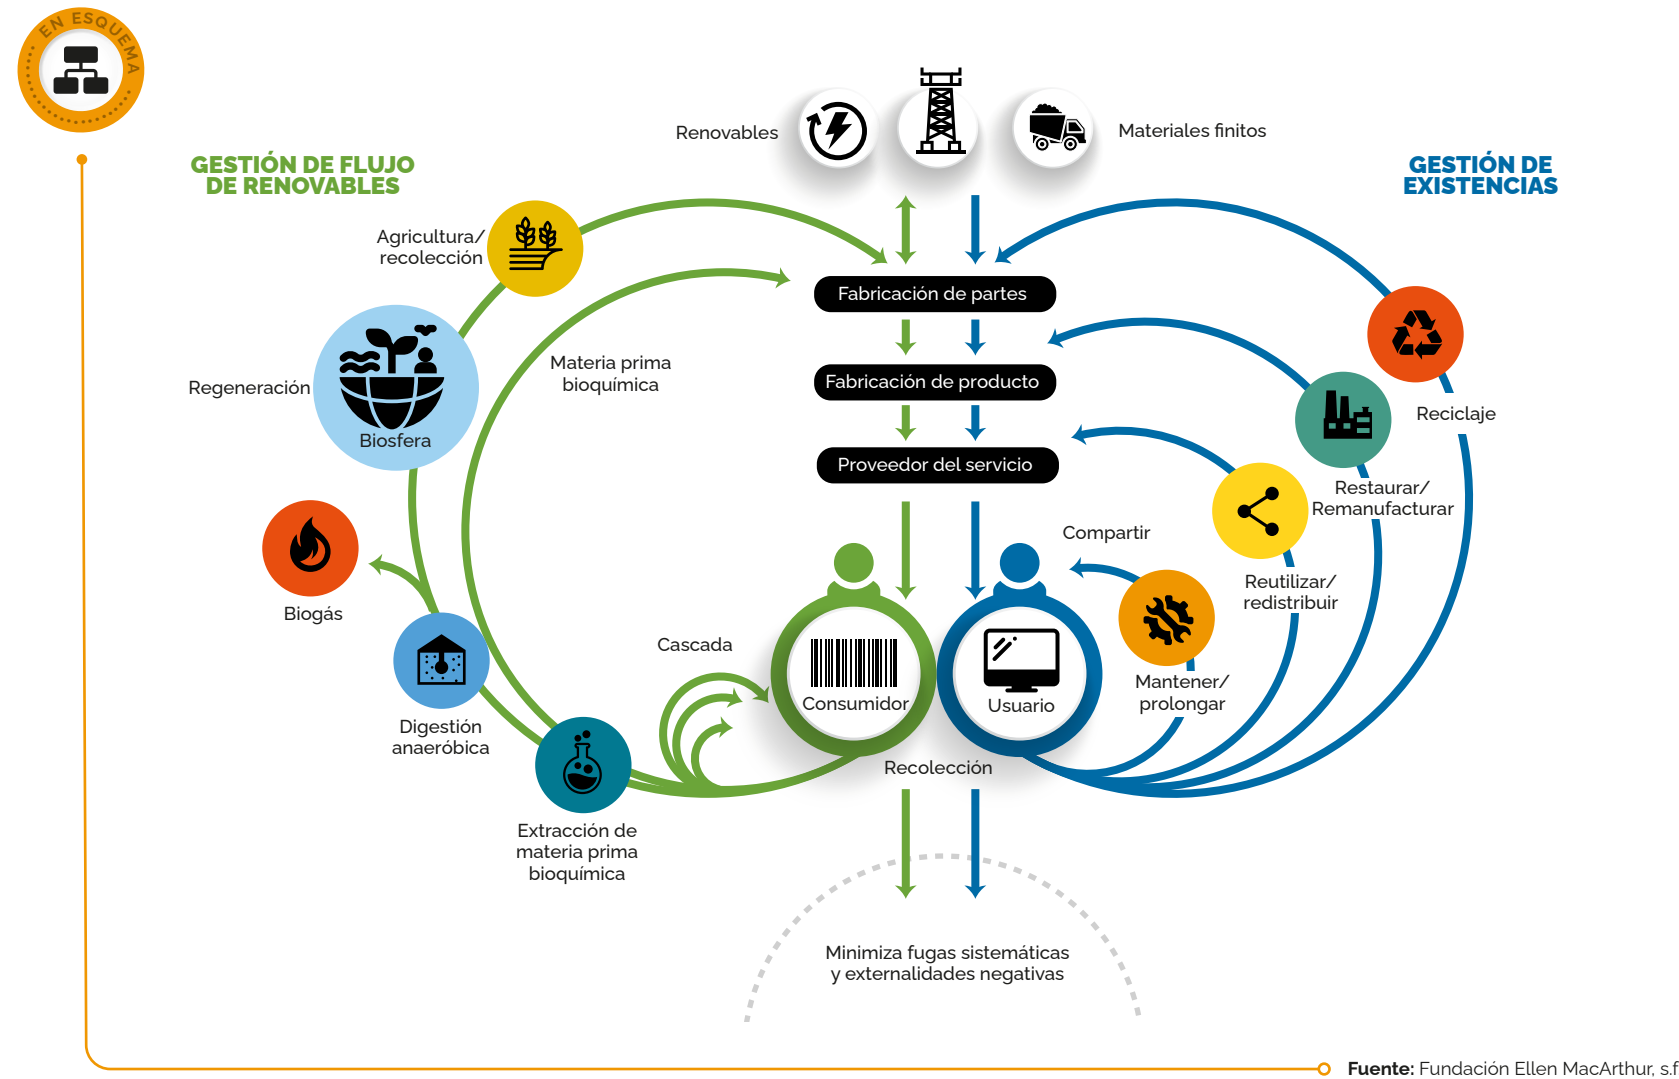 EN ESQUEMA
Renovables
Materiales finitos
GESTIÓN DE FLUJO
DE RENOVABLES
GESTIÓN DE
EXISTENCIAS
Agricultura/
recolección
Fabricación de partes
Materia prima
bioquímica
Regeneración
Biosfera
Fabricación de producto
Reciclaje
Proveedor del servicio
Restaurar/
Remanufacturar
Compartir
Reutilizar/
redistribuir
Biogás
Cascada
Consumidor
Usuario
Mantener/
prolongar
Digestión
anaeróbica
Recolección
Extracción de
materia prima
bioquímica
Minimiza fugas sistemáticas
y externalidades negativas
Fuente: Fundación Ellen MacArthur, s.f